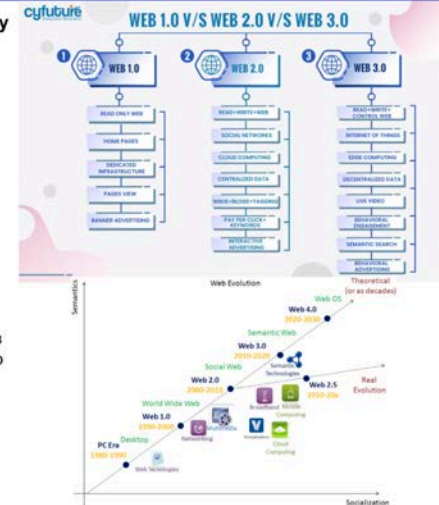 y
cyfuture
WEB 1.0 V/S WEB 2.0 V/S WEB 3.0
1
WEB 1.0
READ ONLY WEB
HOME PAGES
DEDICATED
INFRASTRUCTURE
PAGES VIEW
BANNER ADVERTISING
2
WEB 2.0
READ+WRITE+WEB
SOCIAL NETWORKS
CLOUD COMPUTING
CENTRALIZED DATA
WIKIS+BLOGS+TAGGING
PAY PER CLICK+
KEYWORDS
INTERACTIVE
ADVERTISING
3
WEB 3.0
READ+WRITE+
CONTROL WEB
INTERNET OF THINGS
EDGE COMPUTING
DECENTRALIZED DATA
LIVE VIDEO
BEHAVIORAL
ENGAGEMENT
SEMANTIC SEARCH
BEHAVIORAL
ADVERTISING
Semantics
Web Evolution
Theoretical
(or as decades)
Web OS
Web 4.0
2020-2030
Semantic Web
Web 3.0
2010-2020
Semantic
Technologies
Social Web
Web 2.0
2000-2010
Web 2.5
2010-20x
Real
Evolution
World Wide Web
Broadband
Mobile
Computing
Web 1.0
1990-2000
Multimedia
Networking
Virtualization
Cloud
Computing
Desktop
PC Era
1980-1990
Web Technologies
Socialization